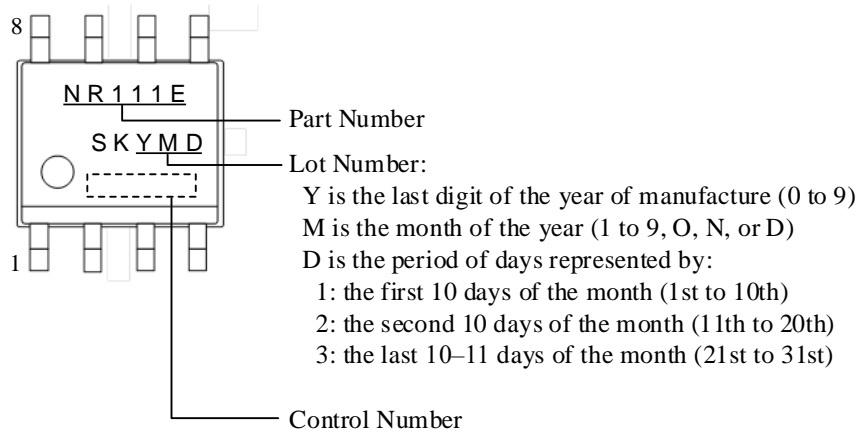 8
NR111E
SKYMD
1
Part Number
Lot Number:
Y is the last digit of the year of manufacture (0 to 9)
M is the month of the year (1 to 9, O, N, or D)
D is the period of days represented by:
1: the first 10 days of the month (1st to 10th)
2: the second 10 days of the month (11th to 20th)
3: the last 10–11 days of the month (21st to 31st)
Control Number